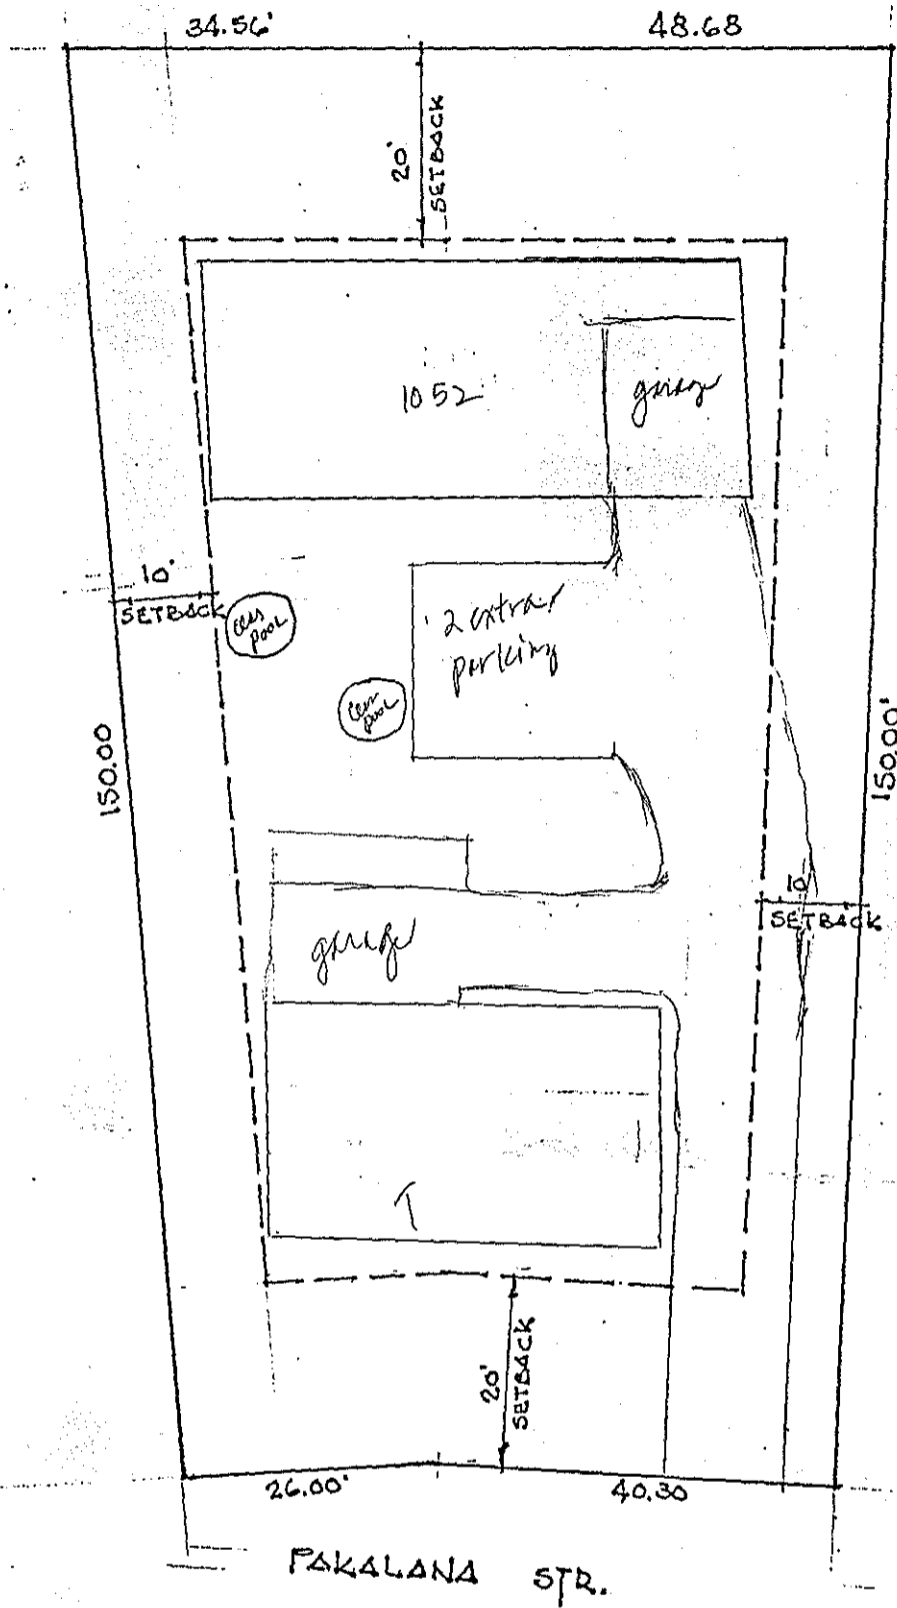 34.56'
48.68
20'
SETBACK
1052
garage
10'
SETBACK
cess
pool
2 extra
parking
cess
pool
150.00
150.00'
10
SETBACK
garage
20'
SETBACK
26.00'
40.30
PAKALANA STR.